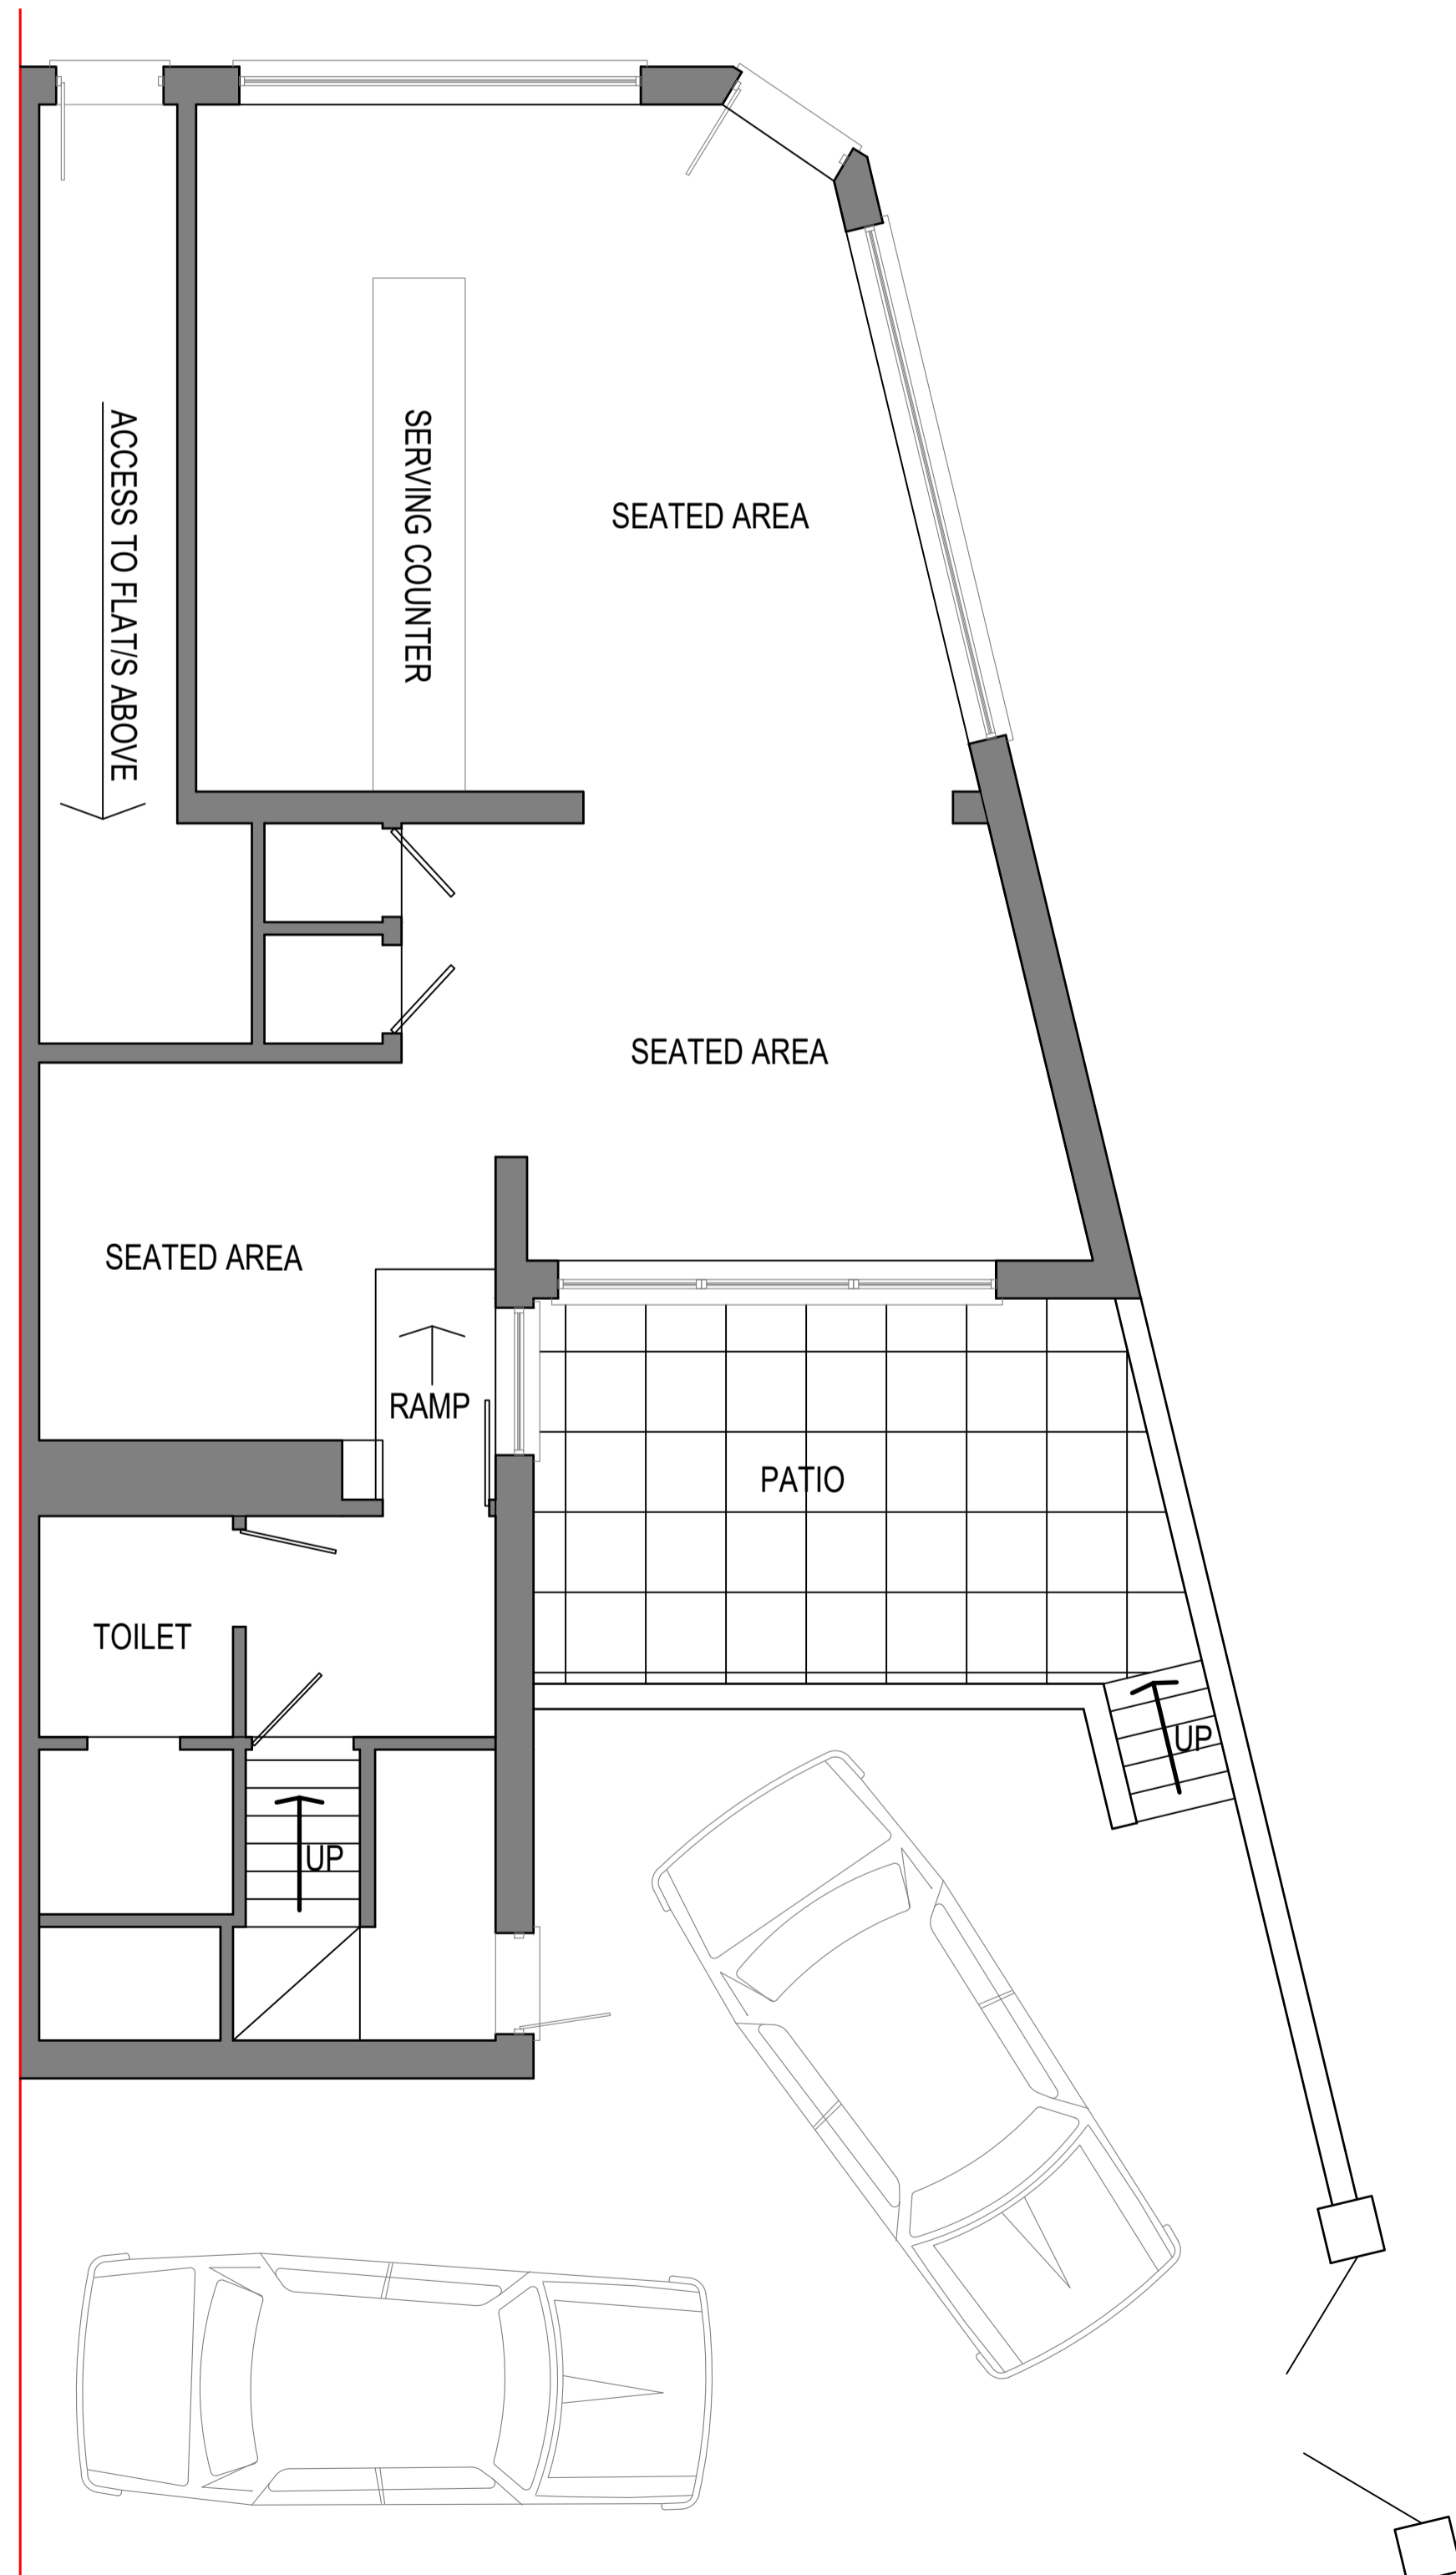 ACCESS TO FLAT/S ABOVE
SERVING COUNTER
SEATED AREA
SEATED AREA
SEATED AREA
RAMP
PATIO
TOILET
UP
UP